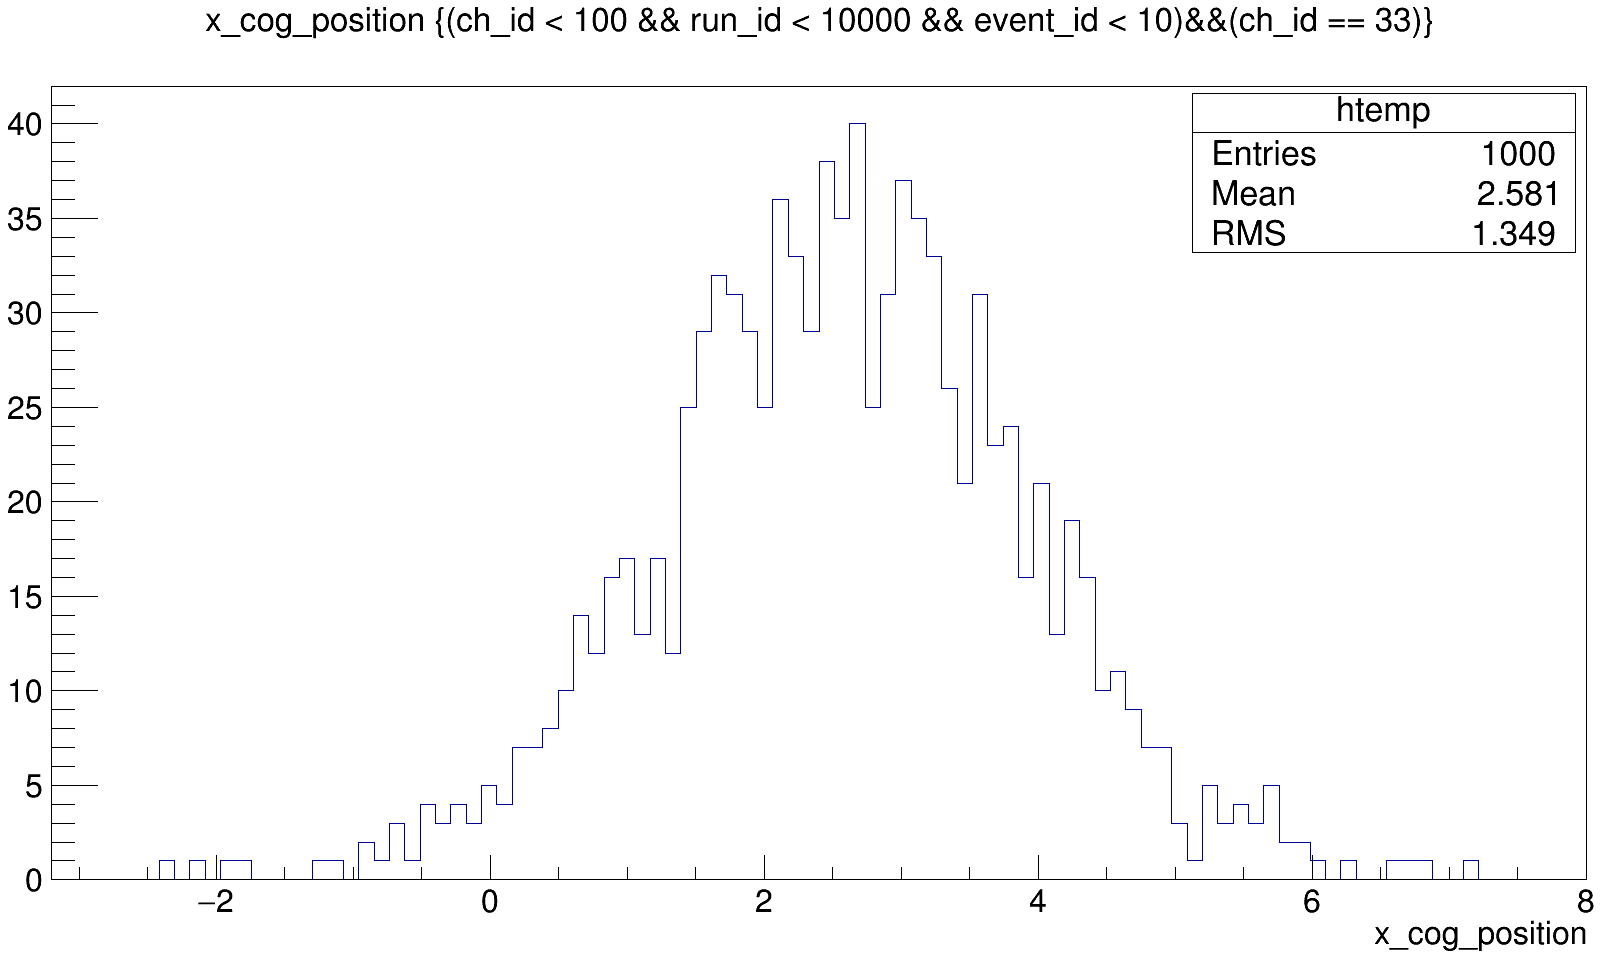 x_cog_position {(ch_id < 100 && run_id < 10000 && event_id < 10)&&(ch_id == 33)}
htemp
Entries 1000
Mean 2.581
RMS 1.349
40
35
30
25
20
15
10
5
0
−2 0 2 4 6 8
x_cog_position